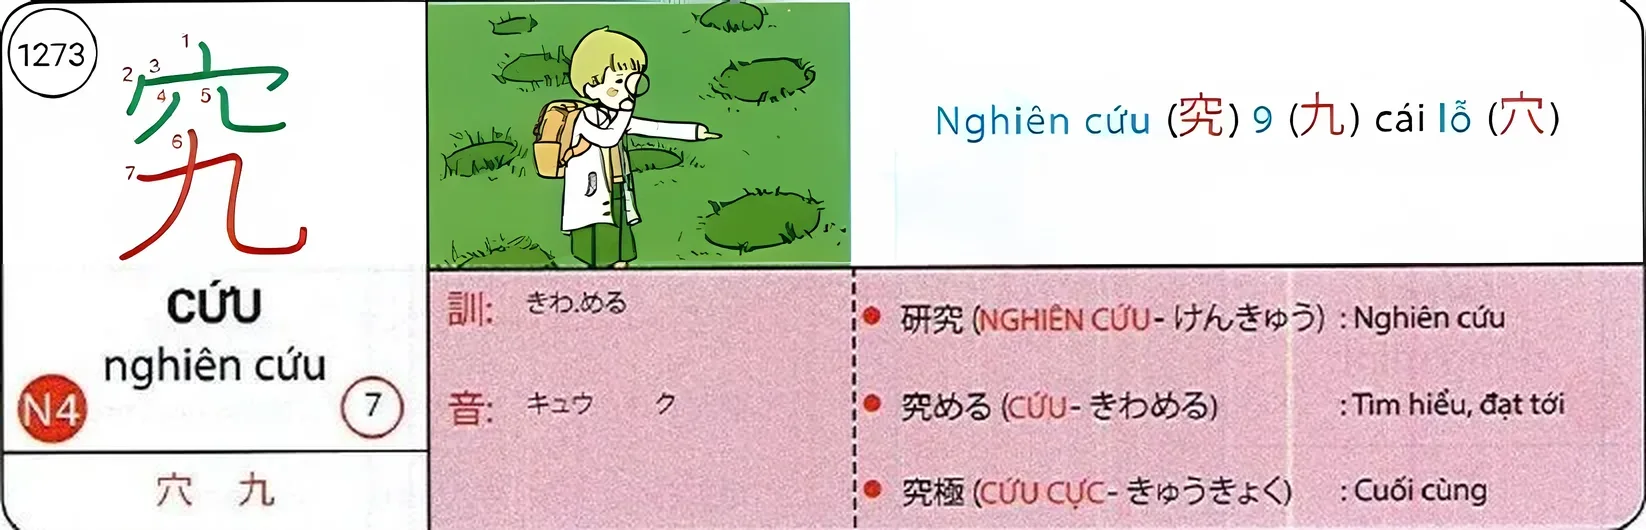 1273
1
2
3
4
5
6
7
究
CỨU
nghiên cứu
N4
7
穴 九
Nghiên cứu (究) 9 (九) cái lỗ (穴)
訓: きわ.める
音: キュウ ク
研究 (NGHIÊN CỨU - けんきゅう) : Nghiên cứu
究める (CỨU - きわめる) : Tìm hiểu, đạt tới
究極 (CỨU CỰC - きゅうきょく) : Cuối cùng